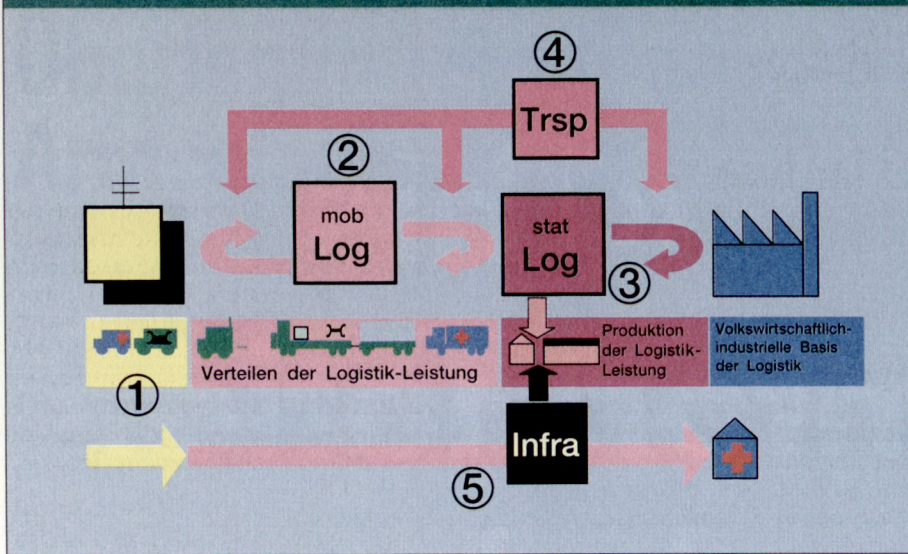 ④
Trsp
②
mob
Log
stat
Log
③
Verteilen der Logistik-Leistung
Produktion
der Logistik-
Leistung
Volkswirtschaftlich-
industrielle Basis
der Logistik
①
Infra
⑤